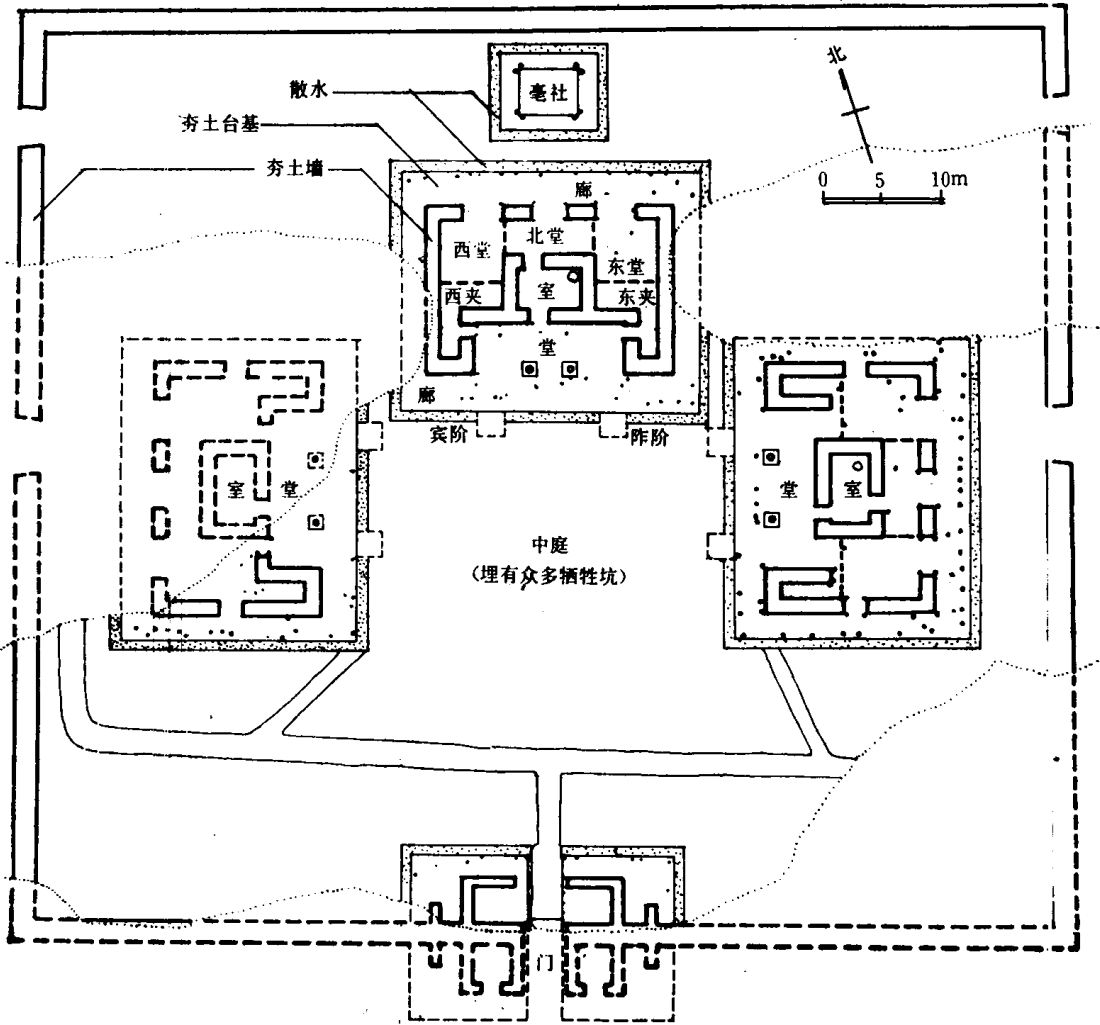 北
散水
毫社
夯土台基
夯土墙
0 5 10m
廊
西堂
北堂
东堂
西夹
室
东夹
堂
廊
宾阶
阼阶
室
堂
堂
室
中庭
(埋有众多牺牲坑)
门